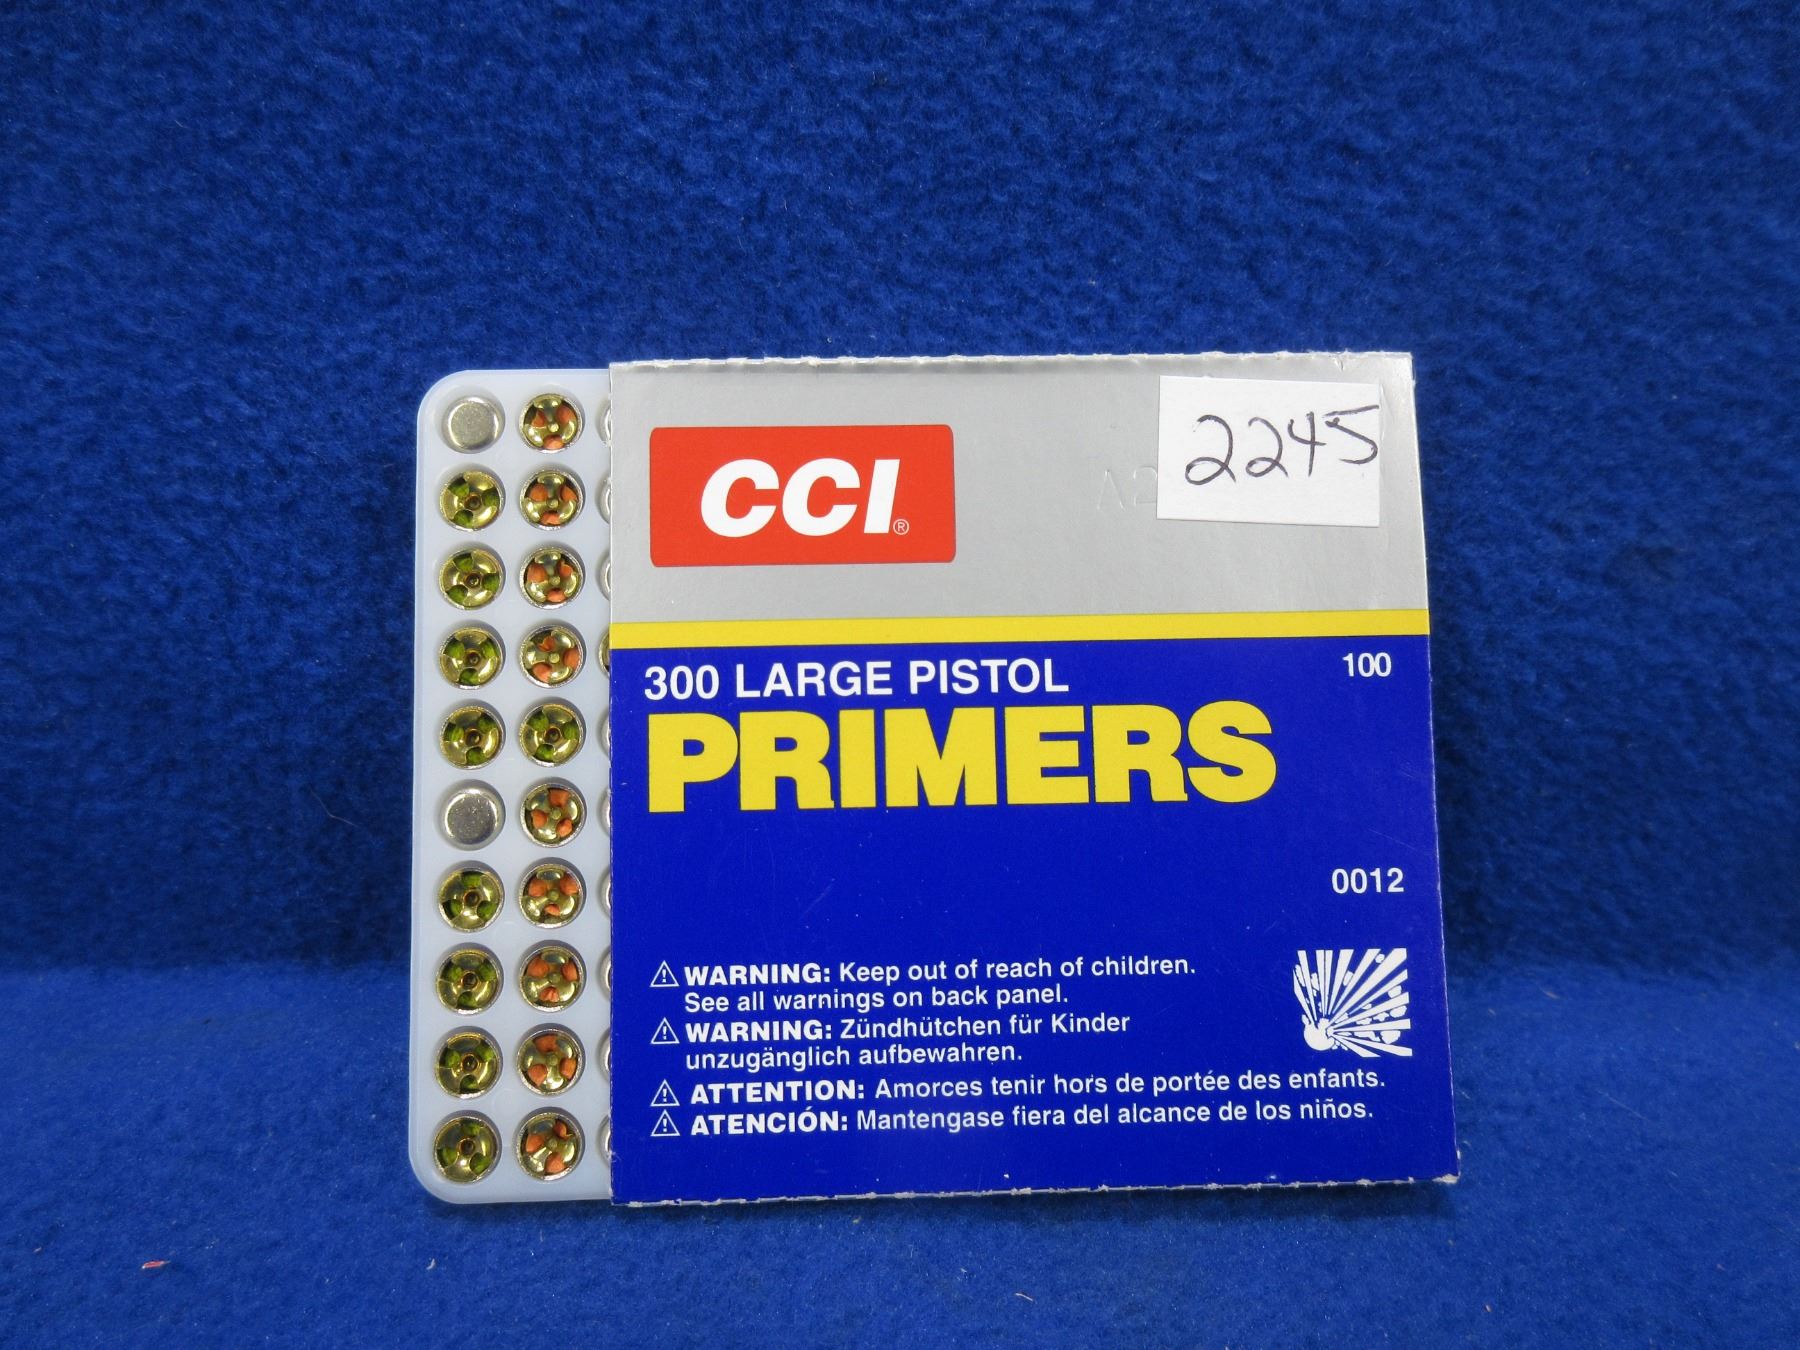 CCI®
2245
300 LARGE PISTOL 100
PRIMERS
0012
⚠ WARNING: Keep out of reach of children.
See all warnings on back panel.
⚠ WARNING: Zündhütchen für Kinder
unzugänglich aufbewahren.
⚠ ATTENTION: Amorces tenir hors de portée des enfants.
⚠ ATENCIÓN: Mantengase fiera del alcance de los niños.